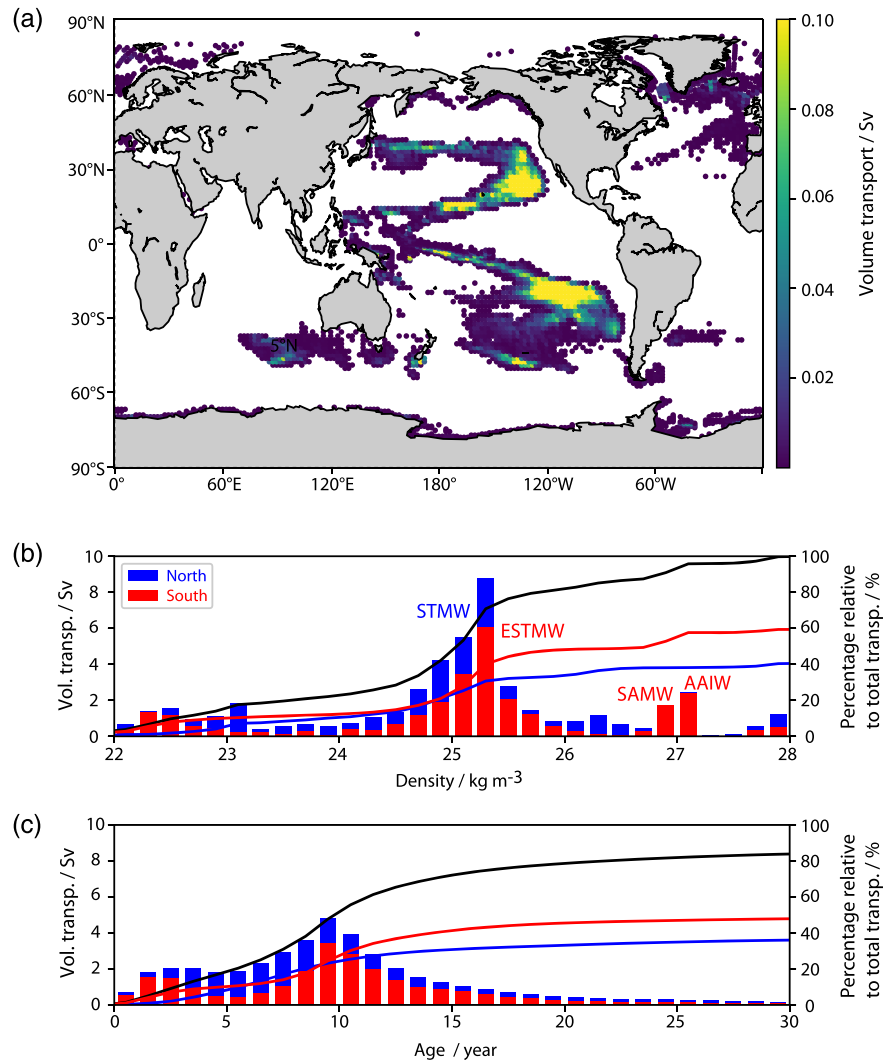 (a)
90°N
60°N
30°N
0°
30°S
60°S
90°S
0°
60°E
120°E
180°
120°W
60°W
5°N
0.10
0.08
0.06
0.04
0.02
Volume transport / Sv
(b)
Vol. transp. / Sv
10
8
6
4
2
0
North
South
STMW
ESTMW
SAMW
AAIW
100
80
60
40
20
0
Percentage relative
to total transp. / %
22
23
24
25
26
27
28
Density / kg m-3
(c)
Vol. transp. / Sv
10
8
6
4
2
0
100
80
60
40
20
0
Percentage relative
to total transp. / %
0
5
10
15
20
25
30
Age / year